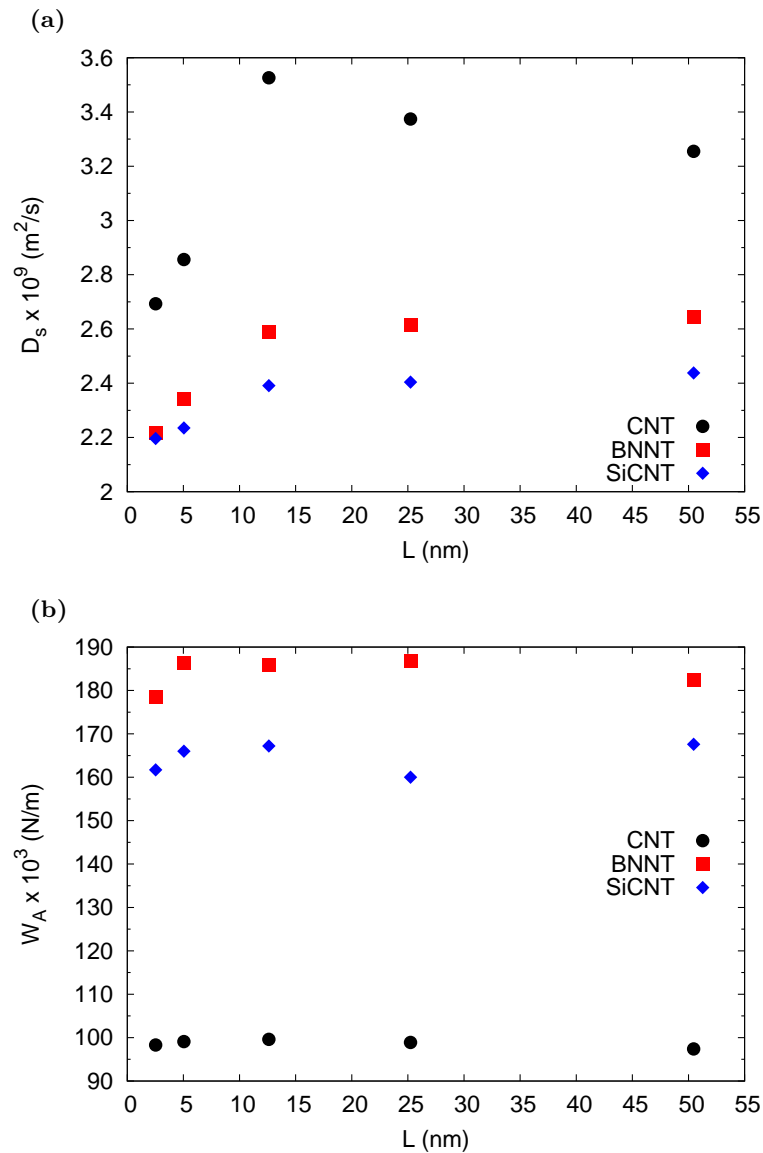 (a)
3.6
3.4
3.2
3
2.8
2.6
2.4
2.2
2
D_s x 10^9 (m^2/s)
CNT
BNNT
SiCNT
0 5 10 15 20 25 30 35 40 45 50 55
L (nm)
(b)
190
180
170
160
150
140
130
120
110
100
90
W_A x 10^3 (N/m)
CNT
BNNT
SiCNT
0 5 10 15 20 25 30 35 40 45 50 55
L (nm)